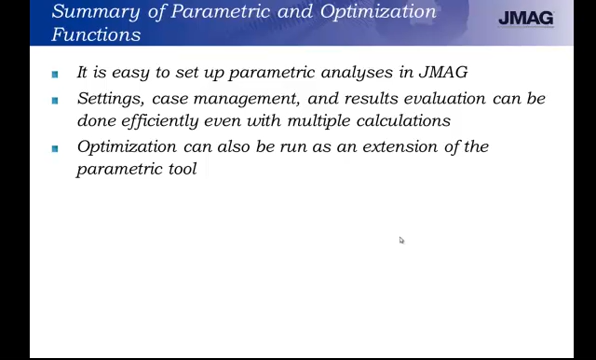 Summary of Parametric and Optimization
Functions
JMAG
It is easy to set up parametric analyses in JMAG
Settings, case management, and results evaluation can be
done efficiently even with multiple calculations
Optimization can also be run as an extension of the
parametric tool